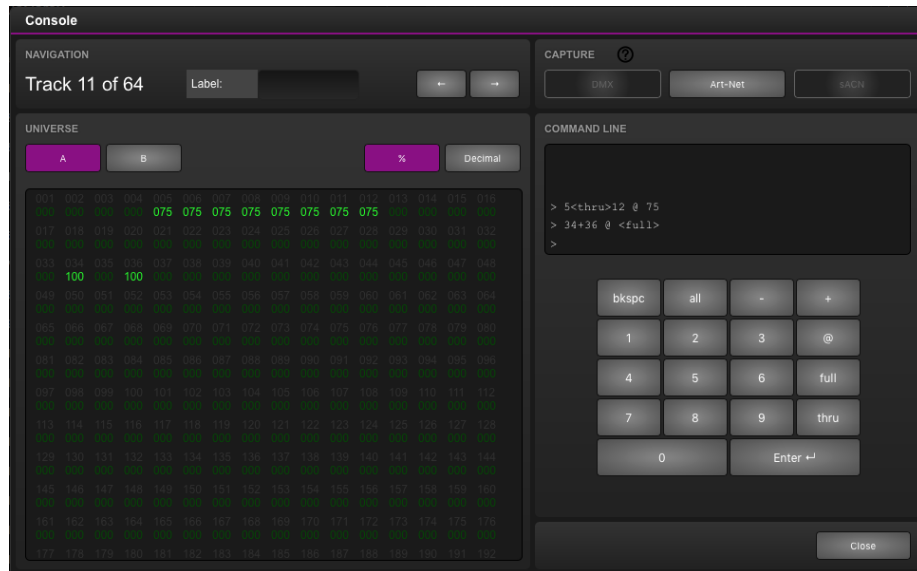 Console
NAVIGATION
Track 11 of 64
Label:
←
→
UNIVERSE
A
B
%
Decimal
001 002 003 004 005 006 007 008 009 010 011 012 013 014 015 016
000 000 000 000 075 075 075 075 075 075 075 075 000 000 000 000
017 018 019 020 021 022 023 024 025 026 027 028 029 030 031 032
000 000 000 000 000 000 000 000 000 000 000 000 000 000 000 000
033 034 035 036 037 038 039 040 041 042 043 044 045 046 047 048
000 100 000 100 000 000 000 000 000 000 000 000 000 000 000 000
049 050 051 052 053 054 055 056 057 058 059 060 061 062 063 064
000 000 000 000 000 000 000 000 000 000 000 000 000 000 000 000
065 066 067 068 069 070 071 072 073 074 075 076 077 078 079 080
000 000 000 000 000 000 000 000 000 000 000 000 000 000 000 000
081 082 083 084 085 086 087 088 089 090 091 092 093 094 095 096
000 000 000 000 000 000 000 000 000 000 000 000 000 000 000 000
097 098 099 100 101 102 103 104 105 106 107 108 109 110 111 112
000 000 000 000 000 000 000 000 000 000 000 000 000 000 000 000
113 114 115 116 117 118 119 120 121 122 123 124 125 126 127 128
000 000 000 000 000 000 000 000 000 000 000 000 000 000 000 000
129 130 131 132 133 134 135 136 137 138 139 140 141 142 143 144
000 000 000 000 000 000 000 000 000 000 000 000 000 000 000 000
145 146 147 148 149 150 151 152 153 154 155 156 157 158 159 160
000 000 000 000 000 000 000 000 000 000 000 000 000 000 000 000
161 162 163 164 165 166 167 168 169 170 171 172 173 174 175 176
000 000 000 000 000 000 000 000 000 000 000 000 000 000 000 000
177 178 179 180 181 182 183 184 185 186 187 188 189 190 191 192
CAPTURE ?
DMX
Art-Net
sACN
COMMAND LINE
> 5<thru>12 @ 75
> 34+36 @ <full>
>
bkspc all - +
1 2 3 @
4 5 6 full
7 8 9 thru
0 Enter ↵
Close